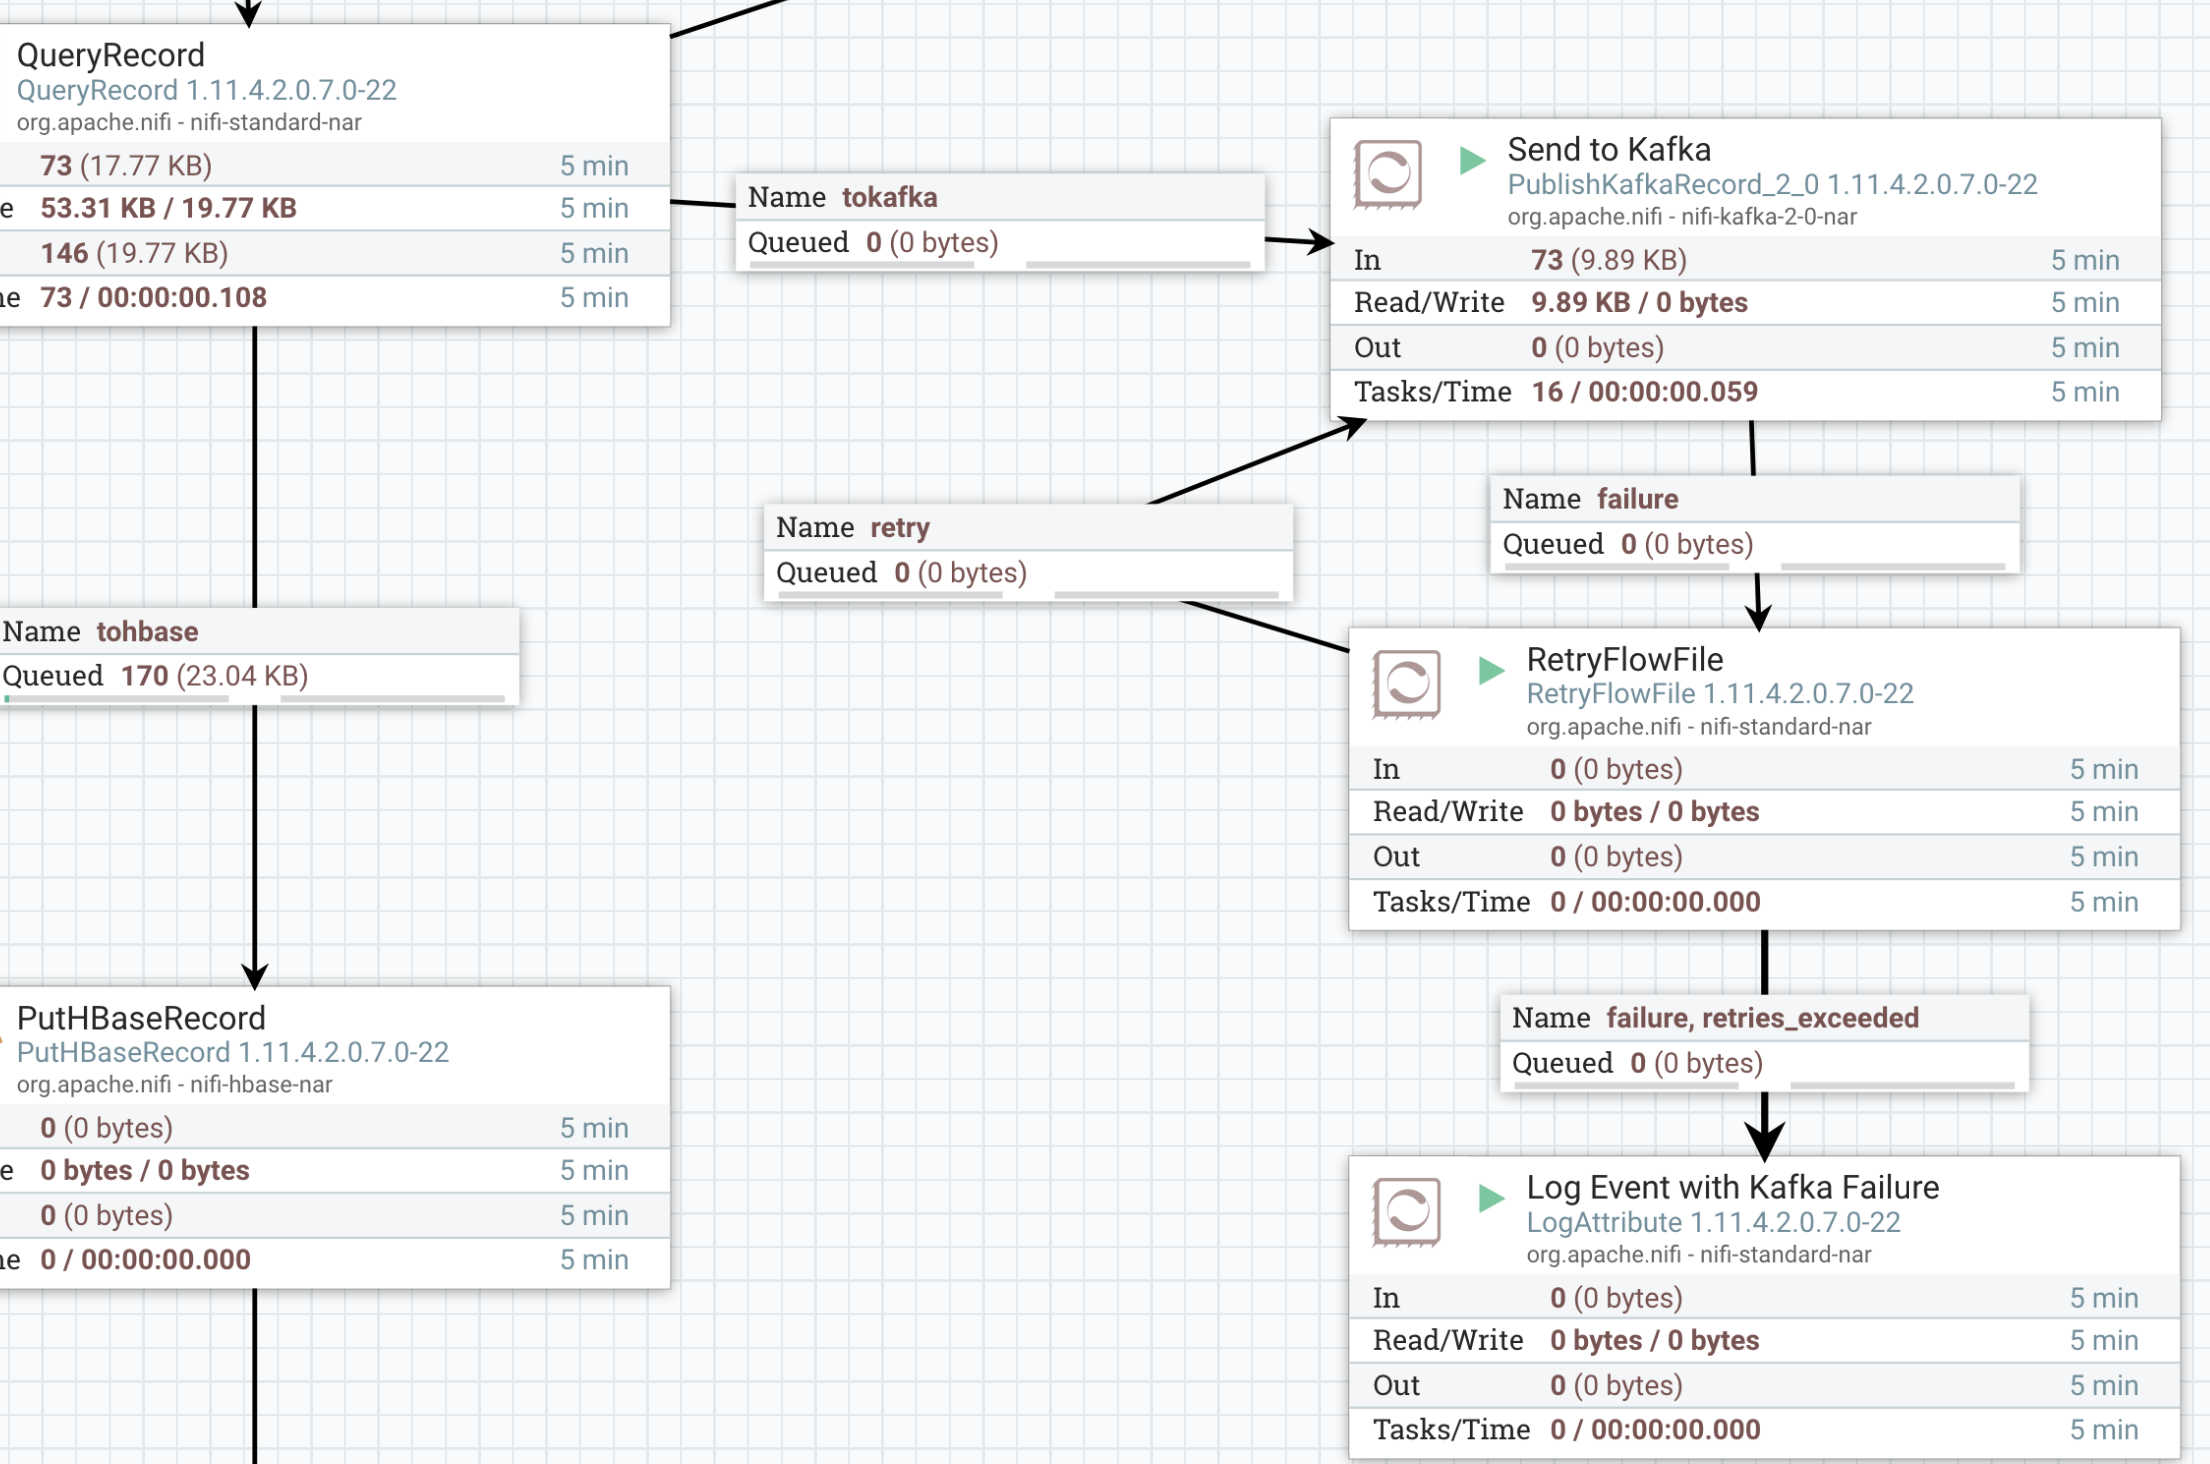 QueryRecord
QueryRecord 1.11.4.2.0.7.0-22
org.apache.nifi - nifi-standard-nar
73 (17.77 KB) 5 min
e 53.31 KB / 19.77 KB 5 min
146 (19.77 KB) 5 min
ne 73 / 00:00:00.108 5 min
Name tokafka
Queued 0 (0 bytes)
Send to Kafka
PublishKafkaRecord_2_0 1.11.4.2.0.7.0-22
org.apache.nifi - nifi-kafka-2-0-nar
In 73 (9.89 KB) 5 min
Read/Write 9.89 KB / 0 bytes 5 min
Out 0 (0 bytes) 5 min
Tasks/Time 16 / 00:00:00.059 5 min
Name retry
Queued 0 (0 bytes)
Name failure
Queued 0 (0 bytes)
Name tohbase
Queued 170 (23.04 KB)
RetryFlowFile
RetryFlowFile 1.11.4.2.0.7.0-22
org.apache.nifi - nifi-standard-nar
In 0 (0 bytes) 5 min
Read/Write 0 bytes / 0 bytes 5 min
Out 0 (0 bytes) 5 min
Tasks/Time 0 / 00:00:00.000 5 min
PutHBaseRecord
PutHBaseRecord 1.11.4.2.0.7.0-22
org.apache.nifi - nifi-hbase-nar
0 (0 bytes) 5 min
e 0 bytes / 0 bytes 5 min
0 (0 bytes) 5 min
ne 0 / 00:00:00.000 5 min
Name failure, retries_exceeded
Queued 0 (0 bytes)
Log Event with Kafka Failure
LogAttribute 1.11.4.2.0.7.0-22
org.apache.nifi - nifi-standard-nar
In 0 (0 bytes) 5 min
Read/Write 0 bytes / 0 bytes 5 min
Out 0 (0 bytes) 5 min
Tasks/Time 0 / 00:00:00.000 5 min